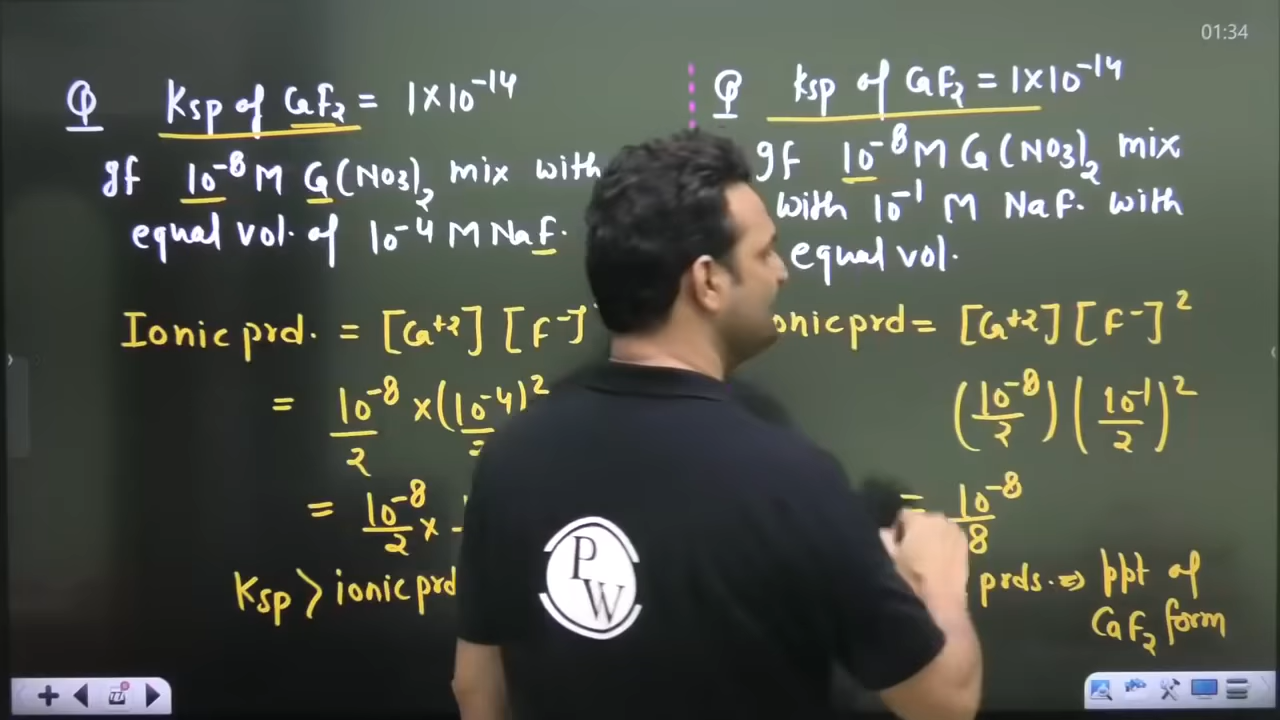 01:34
Q Ksp of CaF₂ = 1×10⁻¹⁴
If 10⁻⁸ M Ca(NO3)₂ mix with
equal vol. of 10⁻⁴ M NaF.
Ionic prd. = [Ca⁺²] [F⁻]
= 10⁻⁸/2 × (10⁻⁴/2)²
= 10⁻⁸/2 ×
Ksp > ionic prd
Q Ksp of CaF₂ = 1×10⁻¹⁴
If 10⁻⁸ M Ca(NO3)₂ mix
with 10⁻¹ M NaF. with
equal vol.
onic prd = [Ca⁺²] [F⁻]²
(10⁻⁸/2) (10⁻¹/2)²
= 10⁻⁸/8
prds. ⇒ ppt of
CaF₂ form
P
W